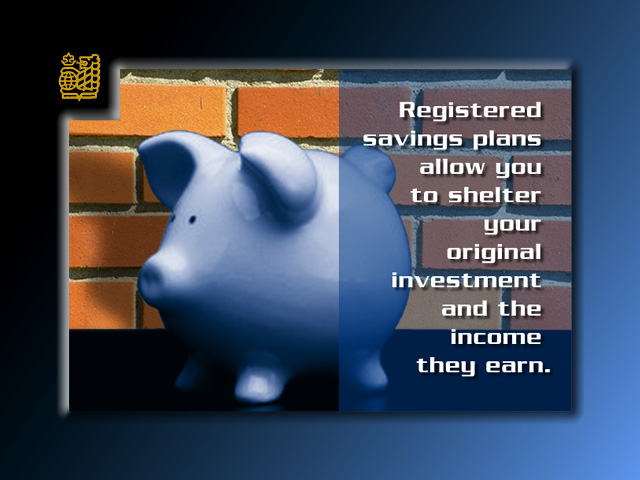 Registered
savings plans
allow you
to shelter
your
original
investment
and the
income
they earn.